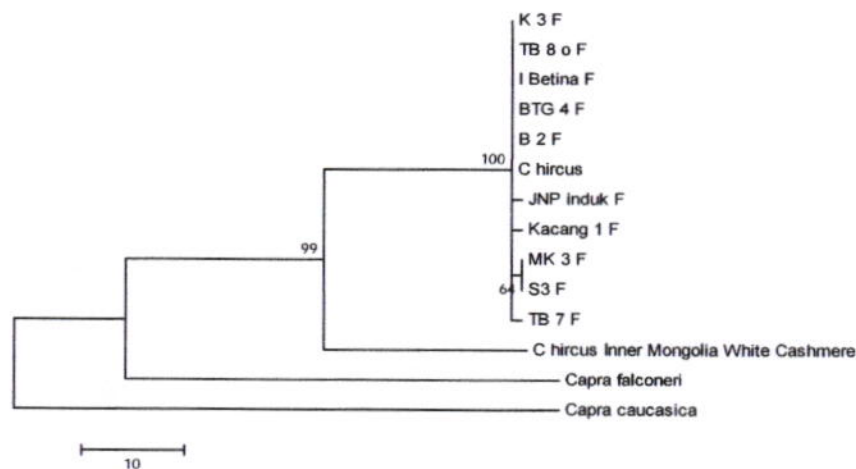 K 3 F
TB 8 o F
I Betina F
BTG 4 F
B 2 F
100
C hircus
JNP induk F
Kacang 1 F
99
MK 3 F
64
S3 F
TB 7 F
C hircus Inner Mongolia White Cashmere
Capra falconeri
Capra caucasica
10